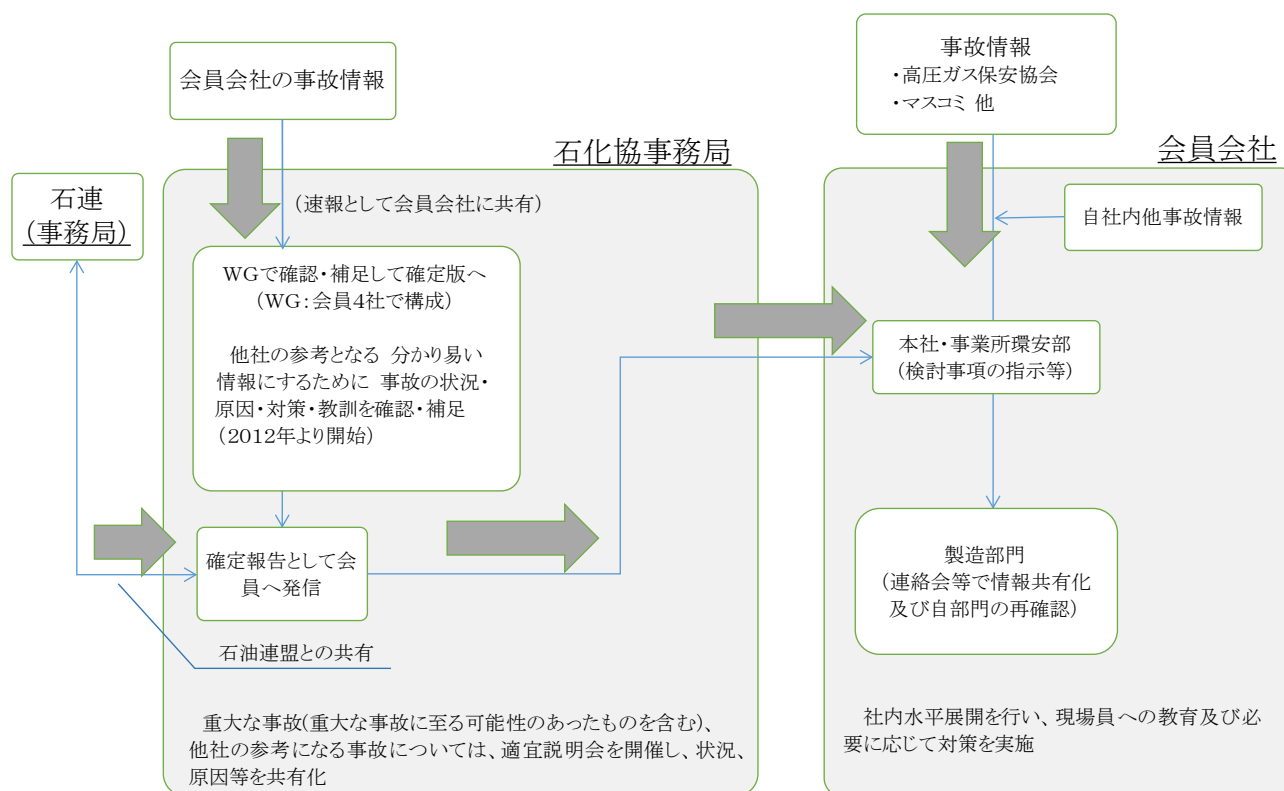 会員会社の事故情報
事故情報
・高圧ガス保安協会
・マスコミ 他
石化協事務局
会員会社
石連
(事務局)
(速報として会員会社に共有)
自社内他事故情報
WGで確認・補足して確定版へ
(WG:会員4社で構成)
他社の参考となる 分かり易い
情報にするために 事故の状況・
原因・対策・教訓を確認・補足
(2012年より開始)
本社・事業所環安部
(検討事項の指示等)
確定報告として会
員へ発信
製造部門
(連絡会等で情報共有化
及び自部門の再確認)
石油連盟との共有
重大な事故(重大な事故に至る可能性のあったものを含む)、
他社の参考になる事故については、適宜説明会を開催し、状況、
原因等を共有化
社内水平展開を行い、現場員への教育及び必
要に応じて対策を実施